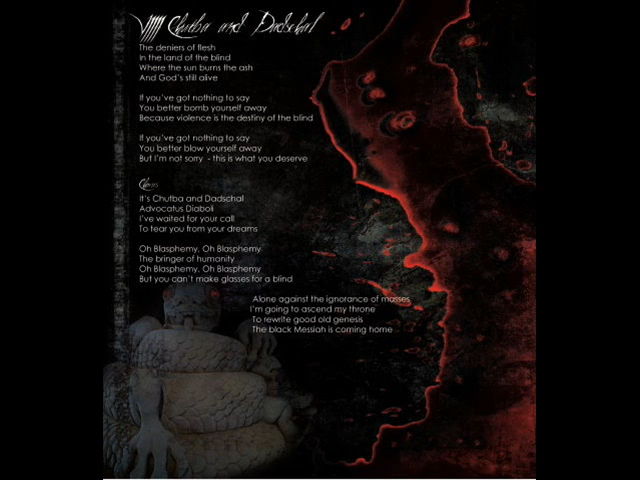 VIIII Chutba and Dadschal
The deniers of flesh
In the land of the blind
Where the sun burns the ash
And God's still alive
If you've got nothing to say
You better bomb yourself away
Because violence is the destiny of the blind
If you've got nothing to say
You better blow yourself away
But I'm not sorry - this is what you deserve
Chorus
It's Chutba and Dadschal
Advocatus Diaboli
I've waited for your call
To tear you from your dreams
Oh Blasphemy, Oh Blasphemy
The bringer of humanity
Oh Blasphemy, Oh Blasphemy
But you can't make glasses for a blind
Alone against the ignorance of masses
I'm going to ascend my throne
To rewrite good old genesis
The black Messiah is coming home